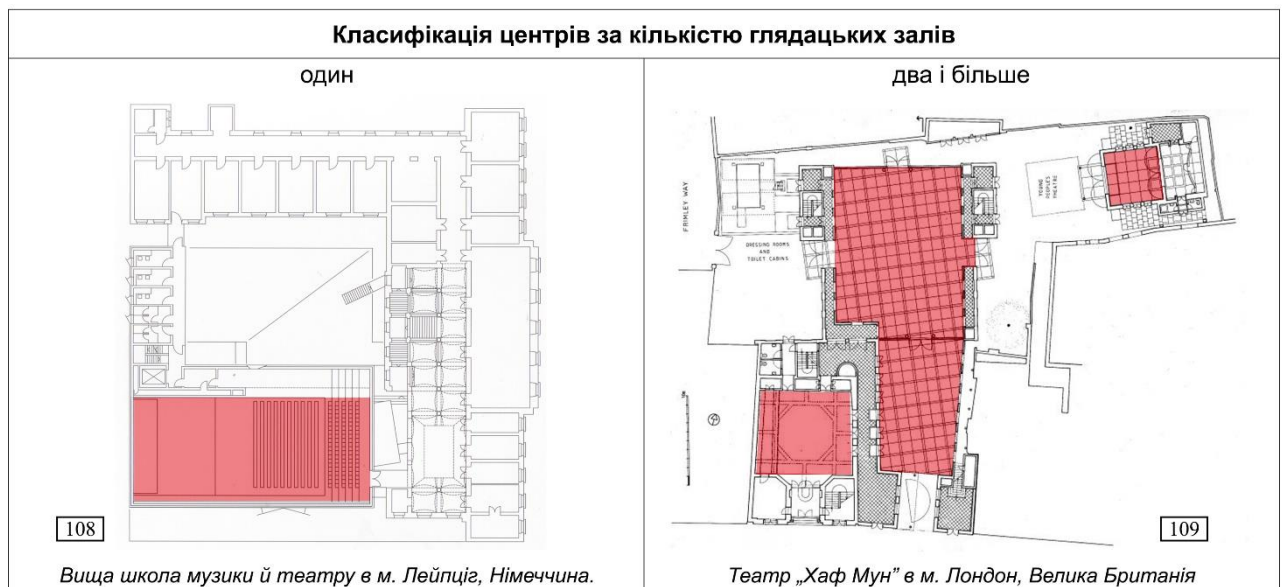 Класифікація центрів за кількістю глядацьких залів
один
два і більше
FRIMLEY WAY
DRESSING ROOMS
AND
TOILET CABINS
YOUNG
PEOPLE'S
THEATRE
108
109
Вища школа музики й театру в м. Лейпціг, Німеччина.
Театр „Хаф Мун” в м. Лондон, Велика Британія